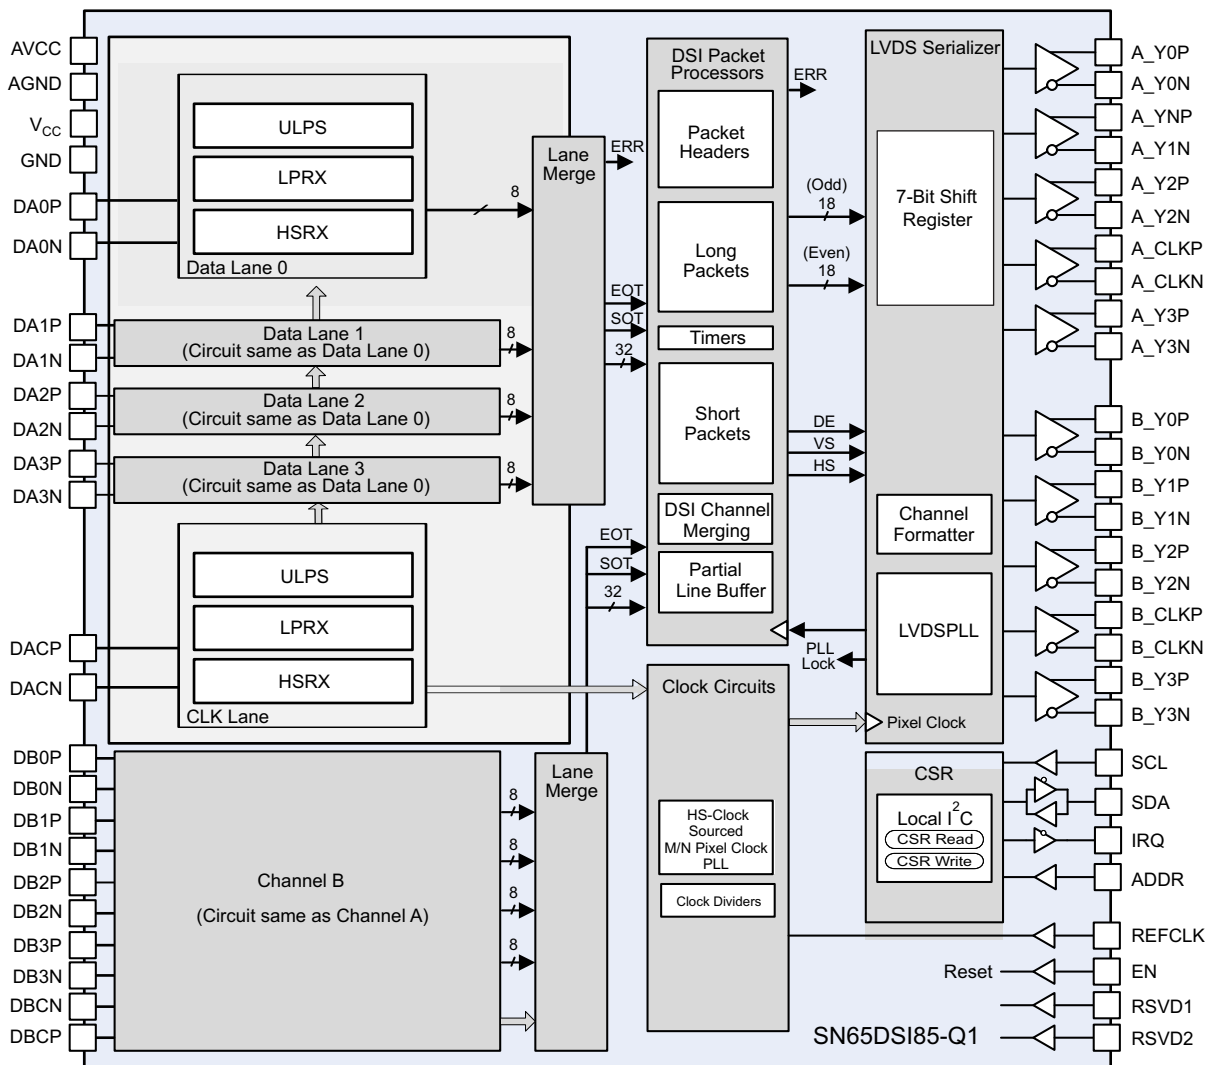 AVCC
AGND
VCC
GND
DA0P
DA0N
DA1P
DA1N
DA2P
DA2N
DA3P
DA3N
DACP
DACN
DB0P
DB0N
DB1P
DB1N
DB2P
DB2N
DB3P
DB3N
DBCN
DBCP
ULPS
LPRX
HSRX
Data Lane 0
8
Data Lane 1
(Circuit same as Data Lane 0)
8
Data Lane 2
(Circuit same as Data Lane 0)
8
Data Lane 3
(Circuit same as Data Lane 0)
8
ULPS
LPRX
HSRX
CLK Lane
Channel B
(Circuit same as Channel A)
8
8
8
8
Lane
Merge
ERR
EOT
SOT
32
Lane
Merge
EOT
SOT
32
DSI Packet
Processors
Packet
Headers
Long
Packets
Timers
Short
Packets
DSI Channel
Merging
Partial
Line Buffer
ERR
(Odd)
18
(Even)
18
DE
VS
HS
PLL
Lock
Clock Circuits
HS-Clock
Sourced
M/N Pixel Clock
PLL
Clock Dividers
LVDS Serializer
7-Bit Shift
Register
Channel
Formatter
LVDSPLL
Pixel Clock
CSR
Local I2C
CSR Read
CSR Write
Reset
SN65DSI85-Q1
A_Y0P
A_Y0N
A_YNP
A_Y1N
A_Y2P
A_Y2N
A_CLKP
A_CLKN
A_Y3P
A_Y3N
B_Y0P
B_Y0N
B_Y1P
B_Y1N
B_Y2P
B_Y2N
B_CLKP
B_CLKN
B_Y3P
B_Y3N
SCL
SDA
IRQ
ADDR
REFCLK
EN
RSVD1
RSVD2